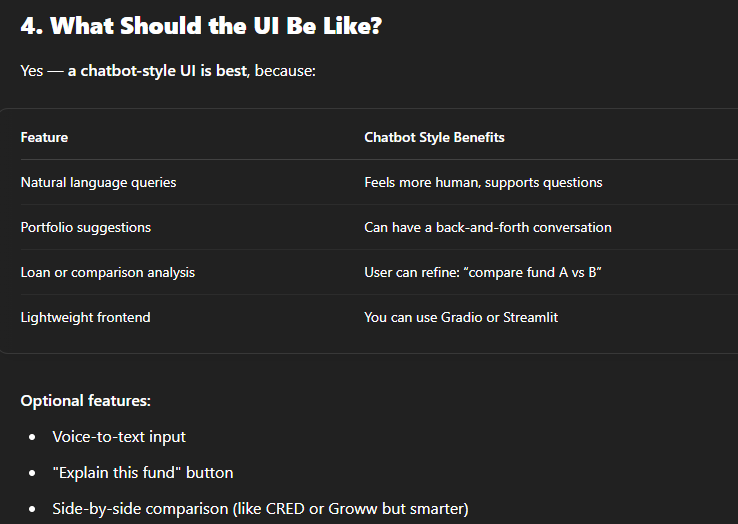 4. What Should the UI Be Like?
Yes — a chatbot-style UI is best, because:
Feature Chatbot Style Benefits
Natural language queries Feels more human, supports questions
Portfolio suggestions Can have a back-and-forth conversation
Loan or comparison analysis User can refine: “compare fund A vs B”
Lightweight frontend You can use Gradio or Streamlit
Optional features:
• Voice-to-text input
• "Explain this fund" button
• Side-by-side comparison (like CRED or Groww but smarter)